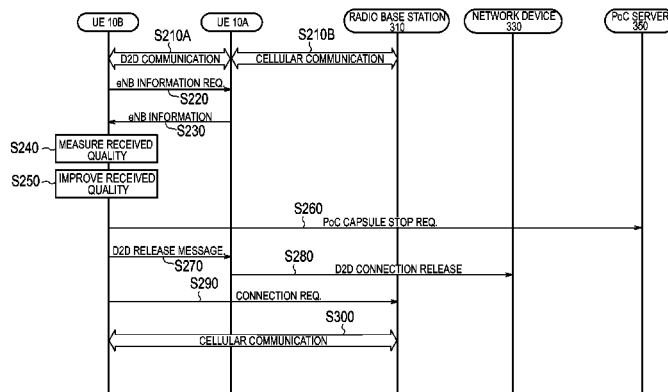 UE 10B
UE 10A
RADIO BASE STATION
310
NETWORK DEVICE
330
PoC SERVER
350
S210A
S210B
D2D COMMUNICATION
CELLULAR COMMUNICATION
eNB INFORMATION REQ.
S220
eNB INFORMATION
S230
S240
MEASURE RECEIVED
QUALITY
S250
IMPROVE RECEIVED
QUALITY
S260
PoC CAPSULE STOP REQ.
D2D RELEASE MESSAGE
S270
S280
D2D CONNECTION RELEASE
S290
CONNECTION REQ.
S300
CELLULAR COMMUNICATION